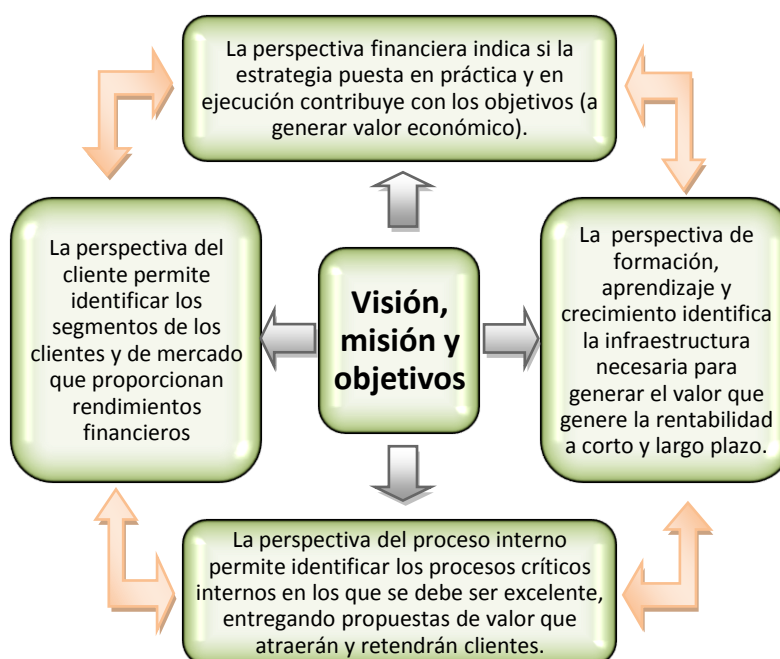 La perspectiva financiera indica si la
estrategia puesta en práctica y en
ejecución contribuye con los objetivos (a
generar valor económico).
La perspectiva del
cliente permite
identificar los
segmentos de los
clientes y de mercado
que proporcionan
rendimientos
financieros
Visión,
misión y
objetivos
La perspectiva de
formación,
aprendizaje y
crecimiento identifica
la infraestructura
necesaria para
generar el valor que
genere la rentabilidad
a corto y largo plazo.
La perspectiva del proceso interno
permite identificar los procesos críticos
internos en los que se debe ser excelente,
entregando propuestas de valor que
atraerán y retendrán clientes.